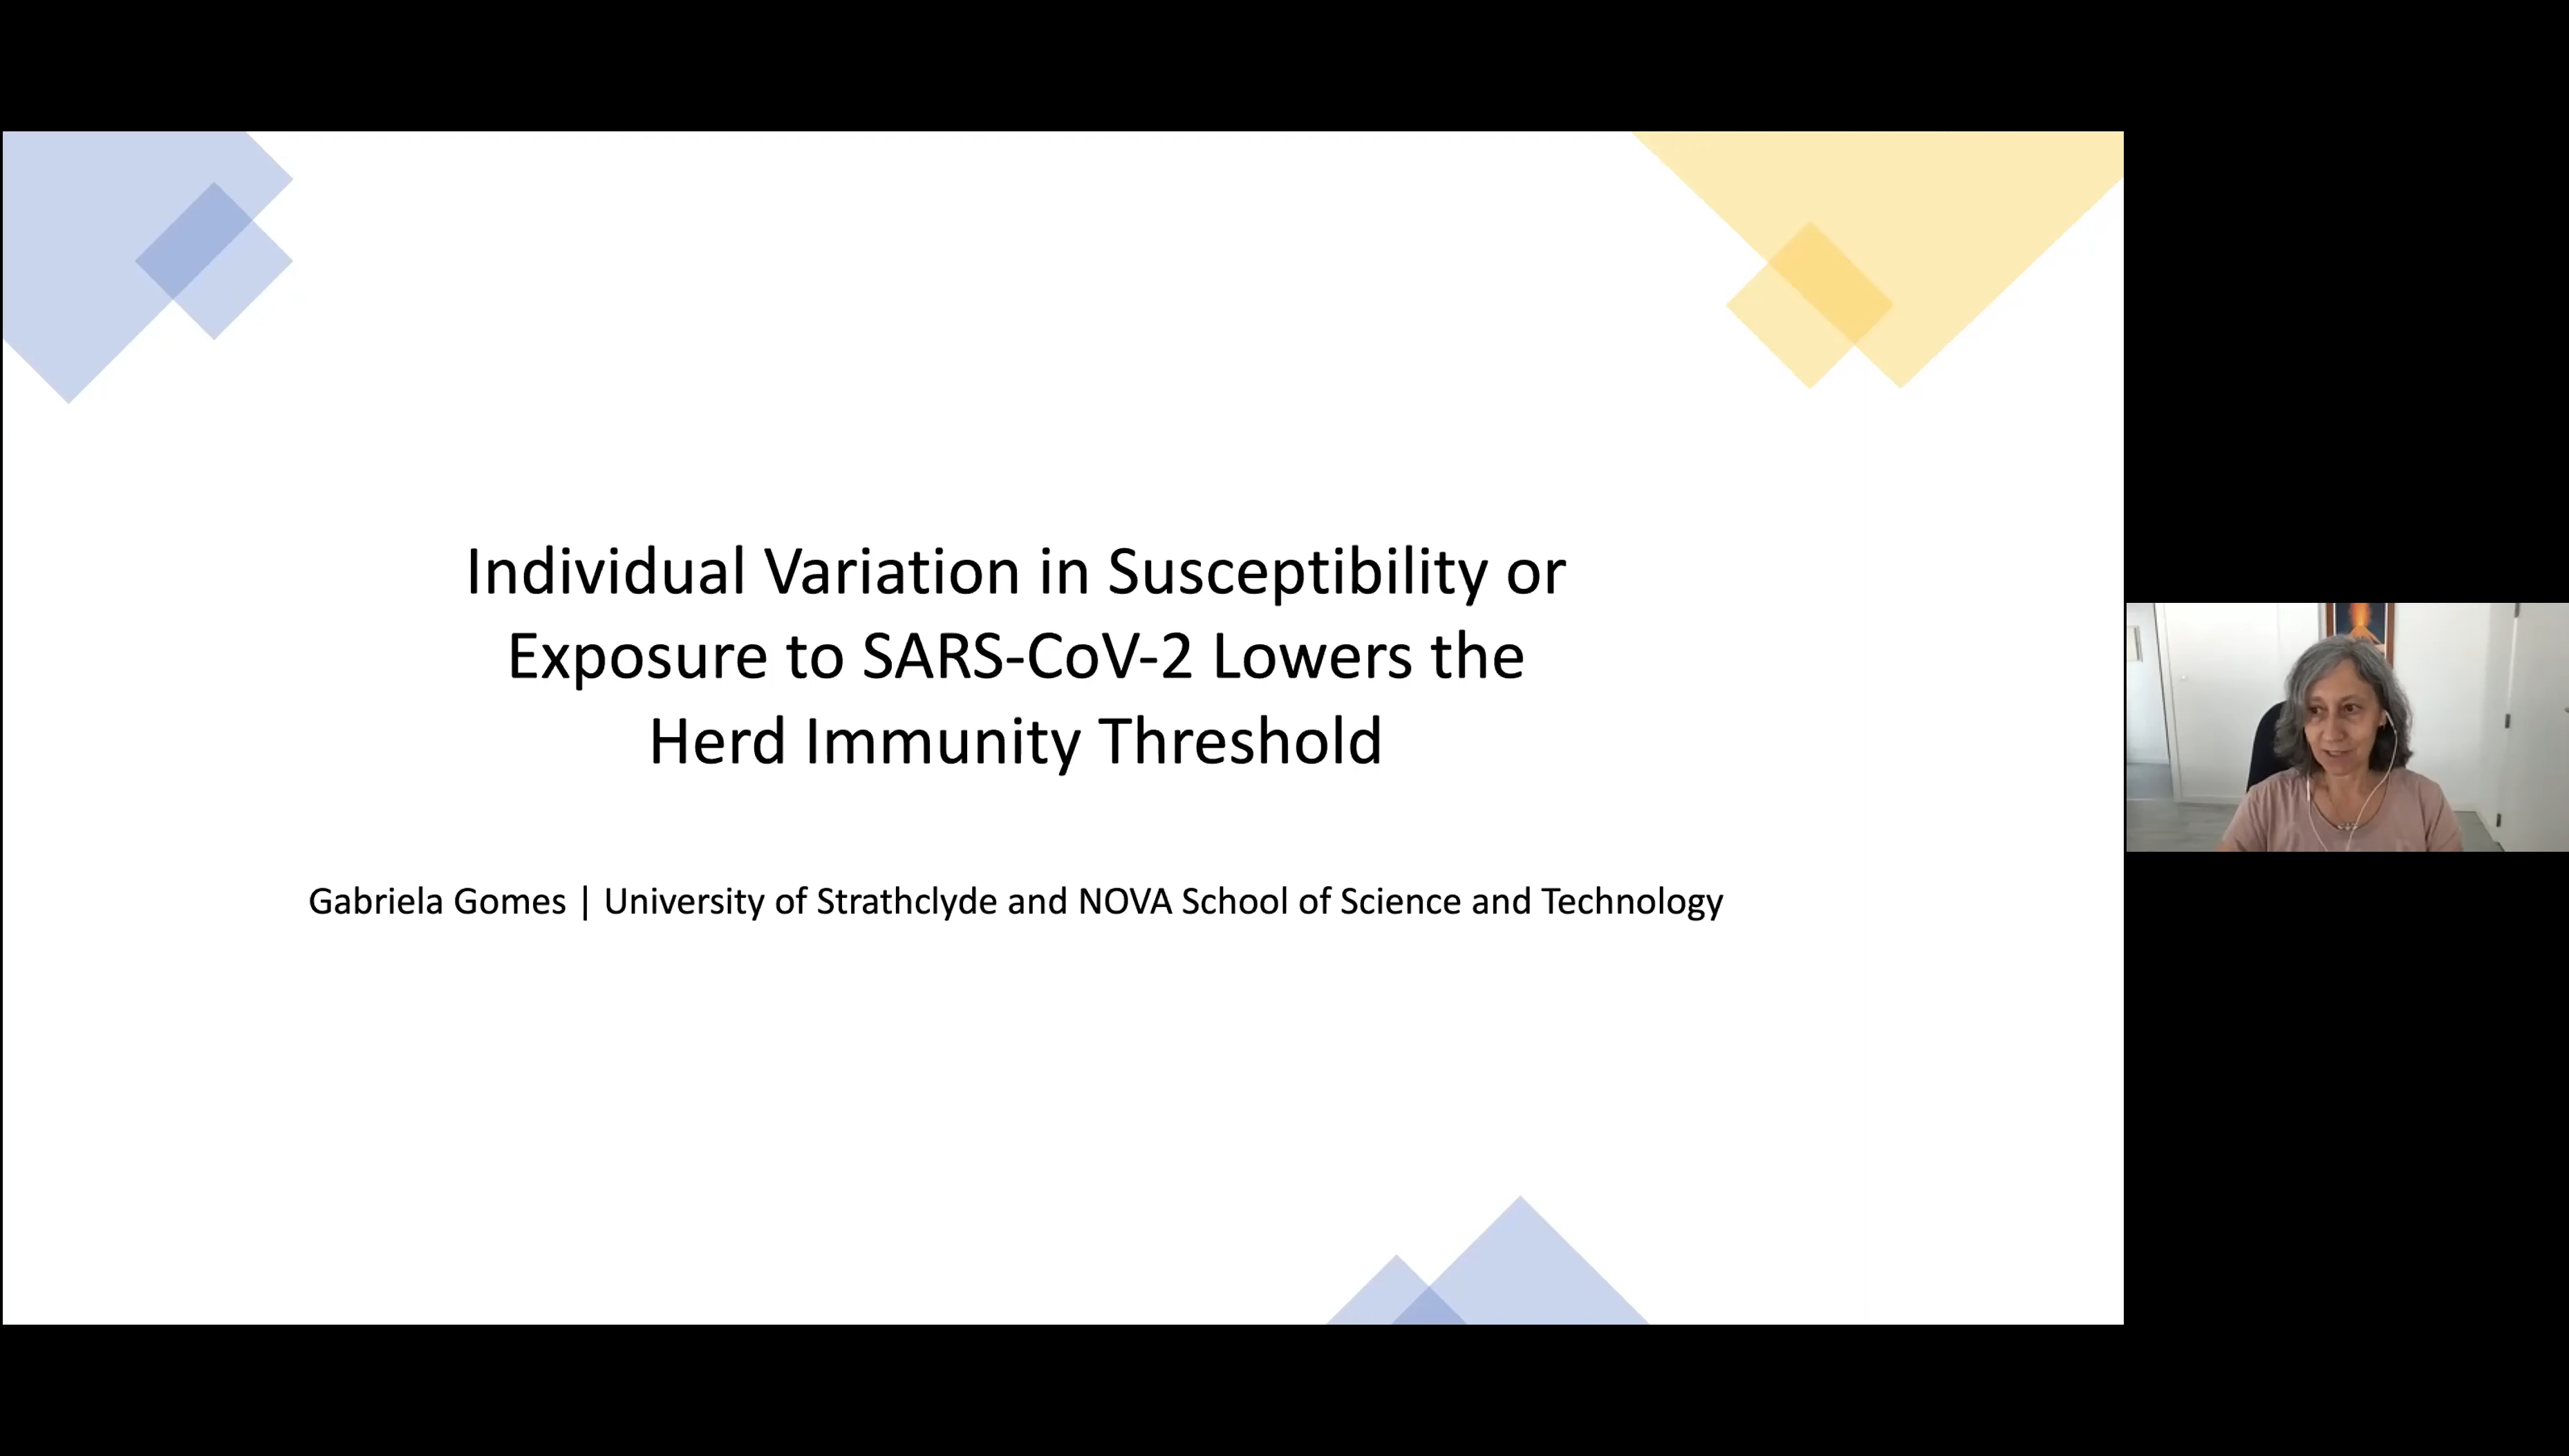 Individual Variation in Susceptibility or
Exposure to SARS-CoV-2 Lowers the
Herd Immunity Threshold
Gabriela Gomes | University of Strathclyde and NOVA School of Science and Technology